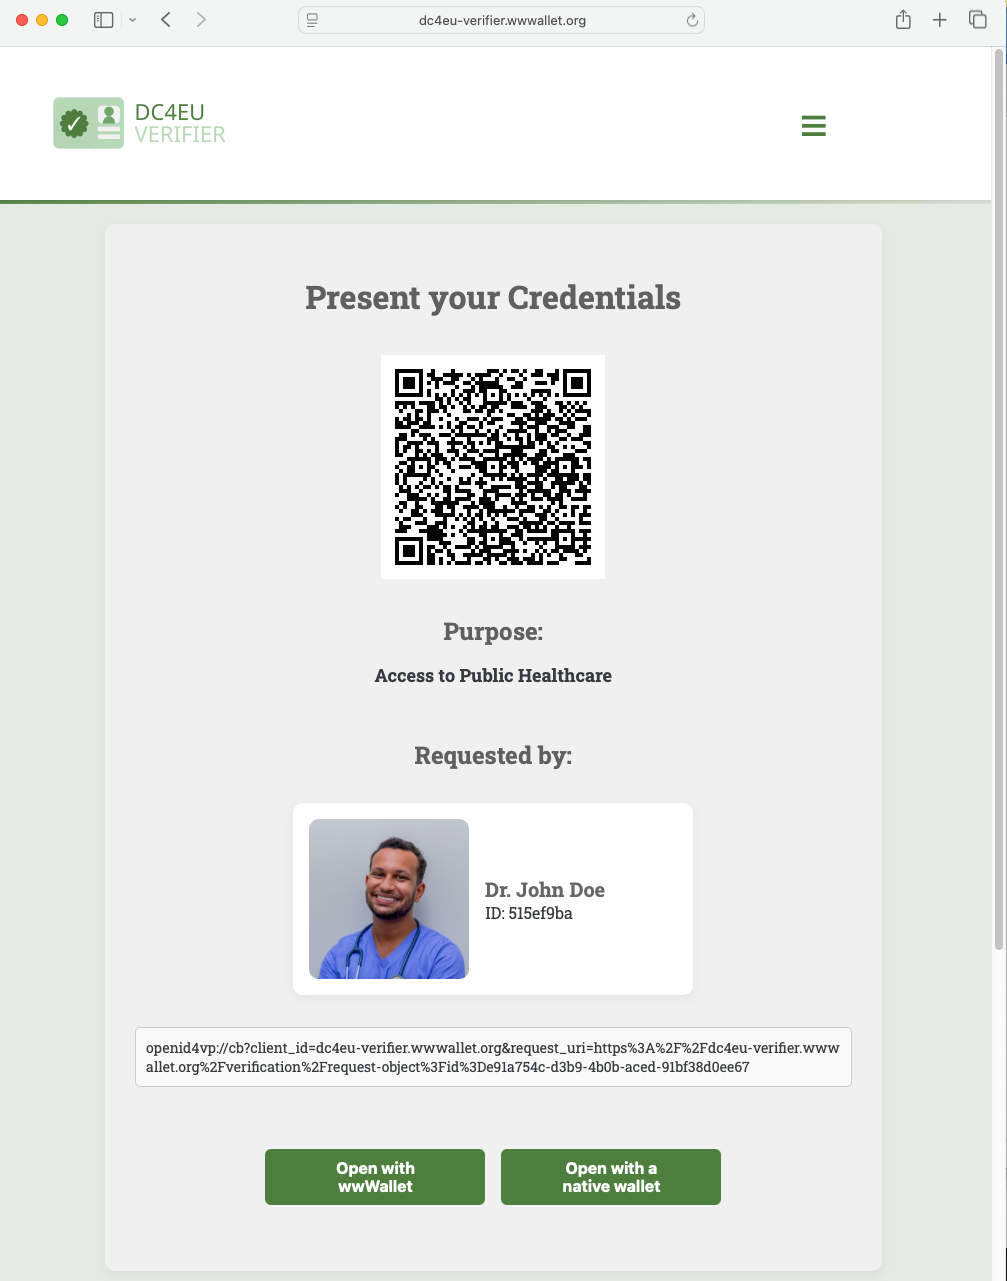 dc4eu-verifier.wwwallet.org
DC4EU
VERIFIER
Present your Credentials
Purpose:
Access to Public Healthcare
Requested by:
Dr. John Doe
ID: 515ef9ba
openid4vp://cb?client_id=dc4eu-verifier.wwwallet.org&request_uri=https%3A%2F%2Fdc4eu-verifier.www
allet.org%2Fverification%2Frequest-object%3Fid%3De91a754c-d3b9-4b0b-aced-91bf38d0ee67
Open with
wwWallet
Open with a
native wallet